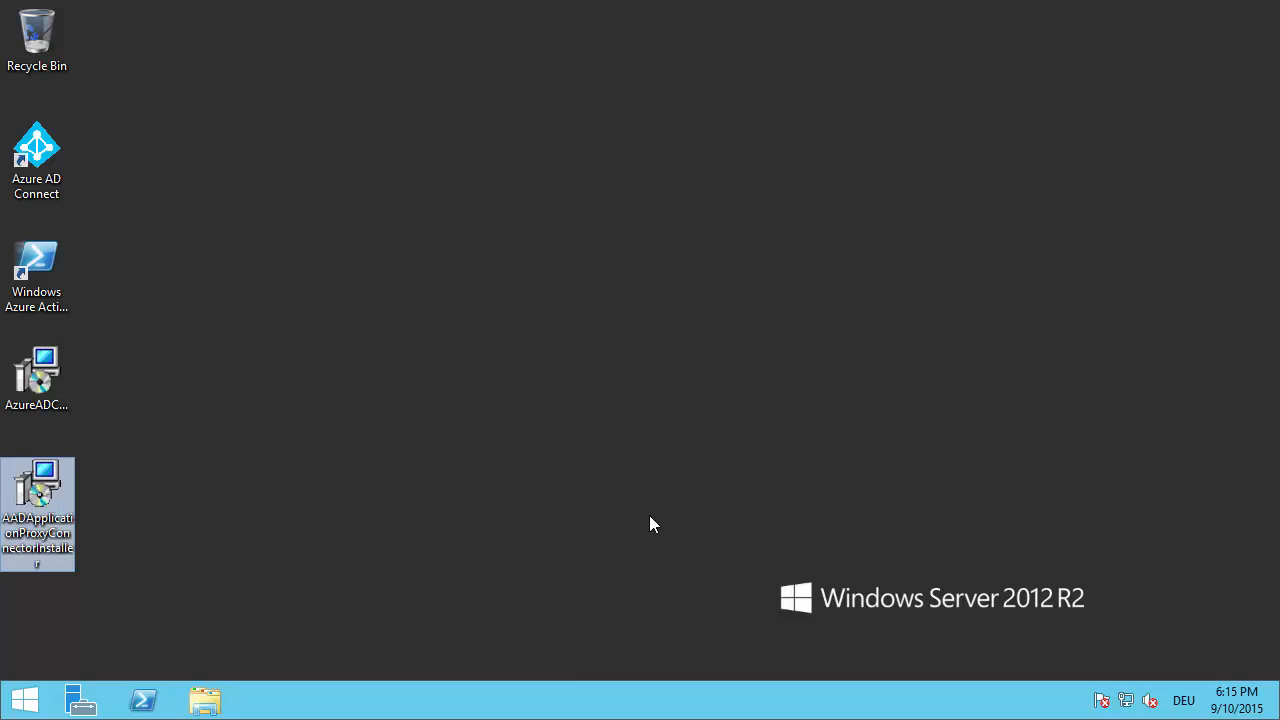 Recycle Bin
Azure AD
Connect
Windows
Azure Acti...
AzureADC...
AADApplicati
onProxyCon
nectorInstalle
r
Windows Server 2012 R2
DEU
6:15 PM
9/10/2015